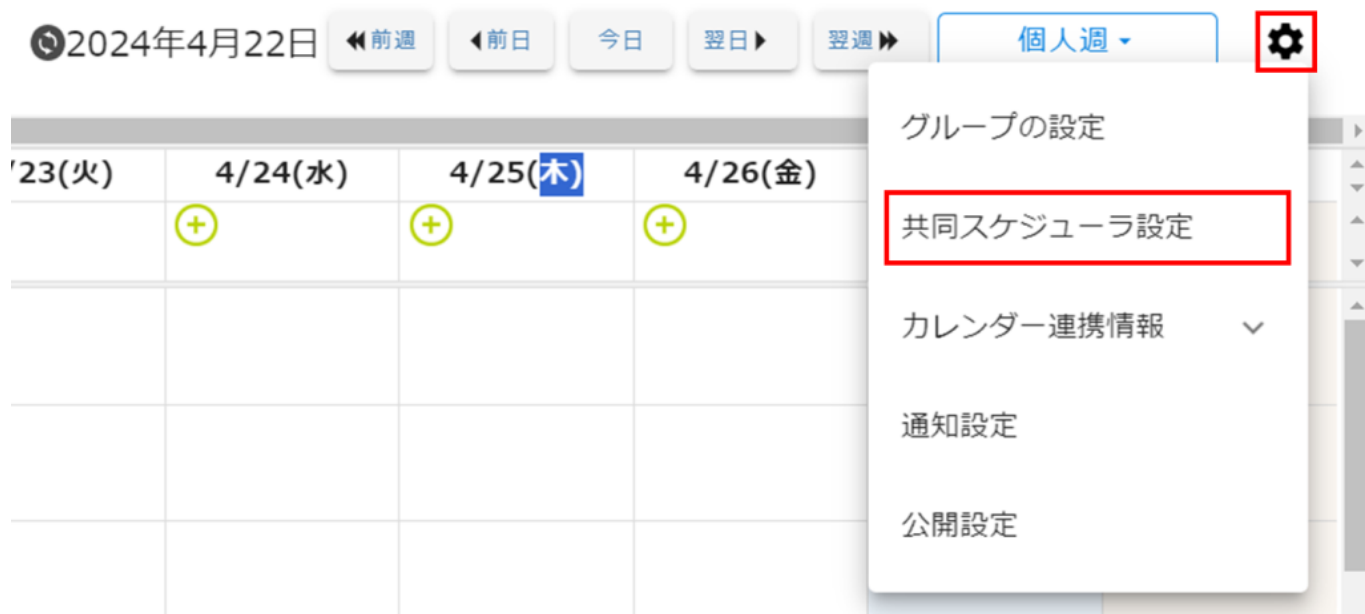 2024年4月22日 前週 前日 今日 翌日 翌週 個人週
/23(火) 4/24(水) 4/25(木) 4/26(金)
グループの設定
共同スケジューラ設定
カレンダー連携情報
通知設定
公開設定